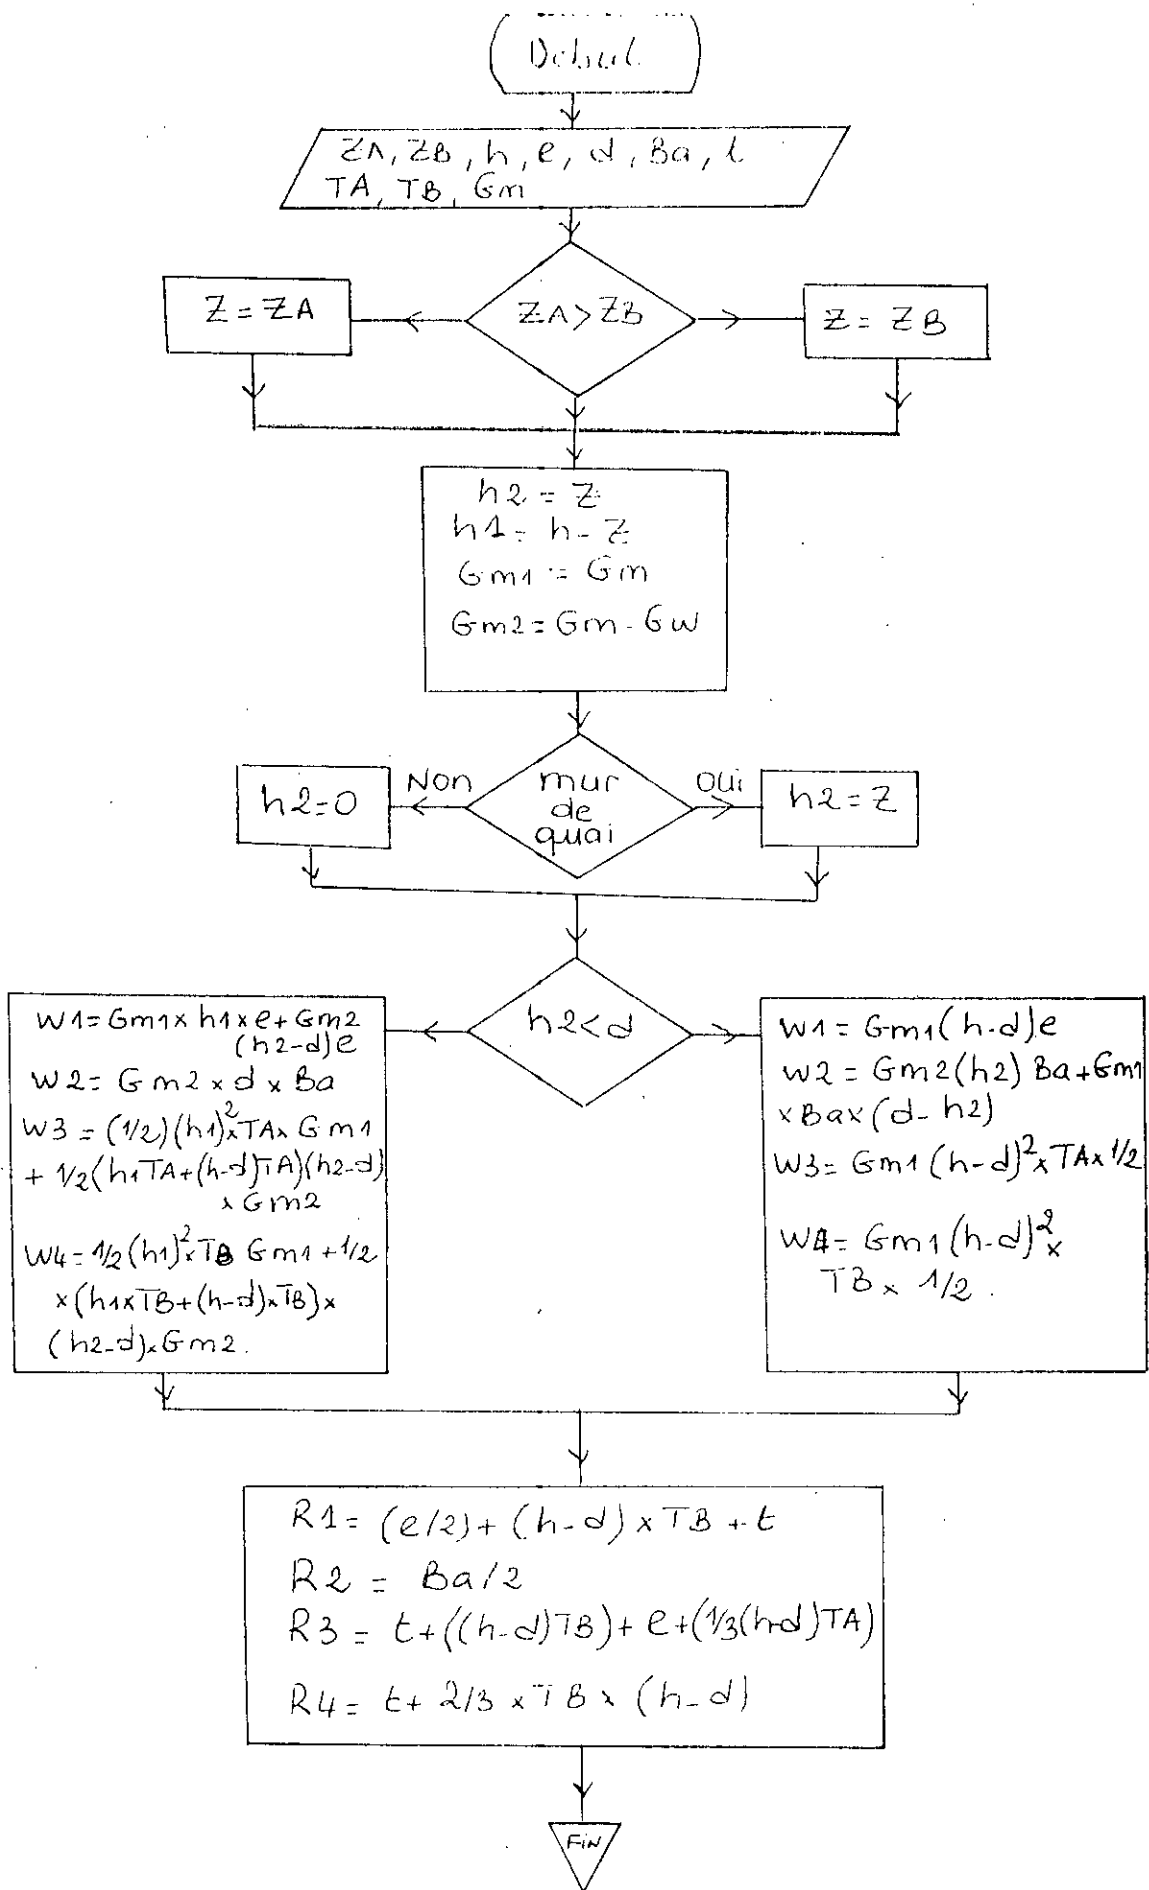 Début
ZA, ZB, h, e, d, Ba, t
TA, TB, Gm
ZA>ZB
Z = ZA
Z = ZB
h2 = Z
h1 = h - Z
Gm1 = Gm
Gm2 = Gm - Gw
mur
de
quai
Non
Oui
h2=0
h2=Z
h2<d
W1=Gm1×h1×e+Gm2
(h2-d)e
W2= Gm2×d×Ba
W3=(1/2)(h1)²×TA×Gm1
+ 1/2(h1TA+(h-d)TA)(h2-d)
×Gm2
W4=1/2(h1)²×TB Gm1+1/2
×(h1×TB+(h-d)×TB)×
(h2-d)×Gm2.
W1=Gm1(h-d)e
W2=Gm2(h2)Ba+Gm1
×Ba×(d-h2)
W3=Gm1(h-d)²×TA×1/2
W4=Gm1(h-d)²×
TB×1/2.
R1=(e/2)+(h-d)×TB+t
R2 = Ba/2
R3 = t+((h-d)TB)+e+(1/3(h-d)TA)
R4= t+2/3×TB×(h-d)
FIN